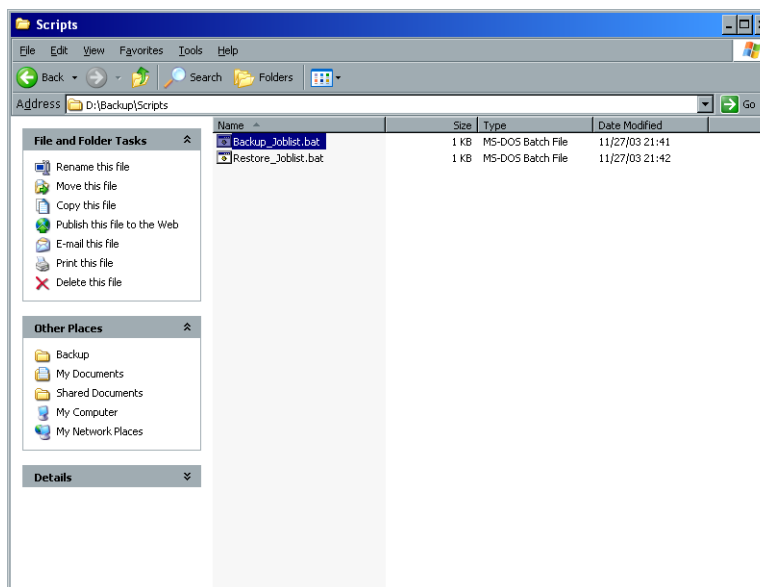 Scripts
File Edit View Favorites Tools Help
Back Search Folders
Address D:\Backup\Scripts Go
Name Size Type Date Modified
Backup_Joblist.bat 1 KB MS-DOS Batch File 11/27/03 21:41
Restore_Joblist.bat 1 KB MS-DOS Batch File 11/27/03 21:42
File and Folder Tasks
Rename this file
Move this file
Copy this file
Publish this file to the Web
E-mail this file
Print this file
Delete this file
Other Places
Backup
My Documents
Shared Documents
My Computer
My Network Places
Details